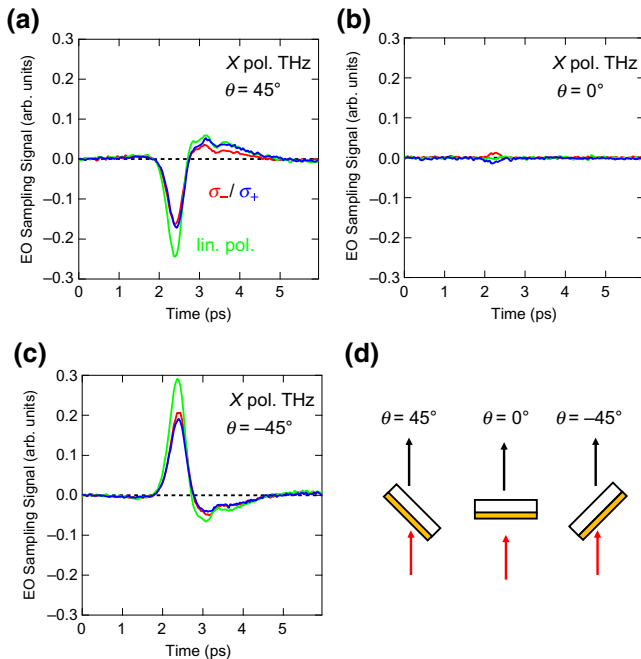 (a)
EO Sampling Signal (arb. units)
0.3
0.2
0.1
0.0
−0.1
−0.2
−0.3
X pol. THz
θ = 45°
σ− / σ+
lin. pol.
0 1 2 3 4 5
Time (ps)
(b)
EO Sampling Signal (arb. units)
0.3
0.2
0.1
0.0
−0.1
−0.2
−0.3
X pol. THz
θ = 0°
0 1 2 3 4 5
Time (ps)
(c)
EO Sampling Signal (arb. units)
0.3
0.2
0.1
0.0
−0.1
−0.2
−0.3
X pol. THz
θ = −45°
0 1 2 3 4 5
Time (ps)
(d)
θ = 45° θ = 0° θ = −45°